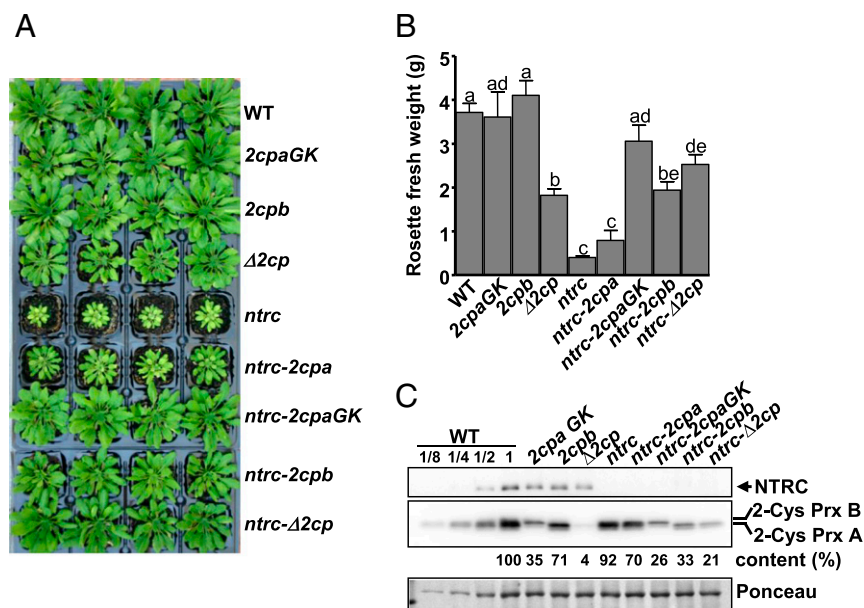 A
WT
2cpaGK
2cpb
Δ2cp
ntrc
ntrc-2cpa
ntrc-2cpaGK
ntrc-2cpb
ntrc-Δ2cp
B
Rosette fresh weight (g)
5
4
3
2
1
0
a
ad
a
b
c
c
ad
be
de
WT
2cpaGK
2cpb
Δ2cp
ntrc
ntrc-2cpa
ntrc-2cpaGK
ntrc-2cpb
ntrc-Δ2cp
C
WT
1/8 1/4 1/2 1
2cpa GK
2cpb
Δ2cp
ntrc
ntrc-2cpa
ntrc-2cpaGK
ntrc-2cpb
ntrc-Δ2cp
NTRC
2-Cys Prx B
2-Cys Prx A
100 35 71 4 92 70 26 33 21 content (%)
Ponceau